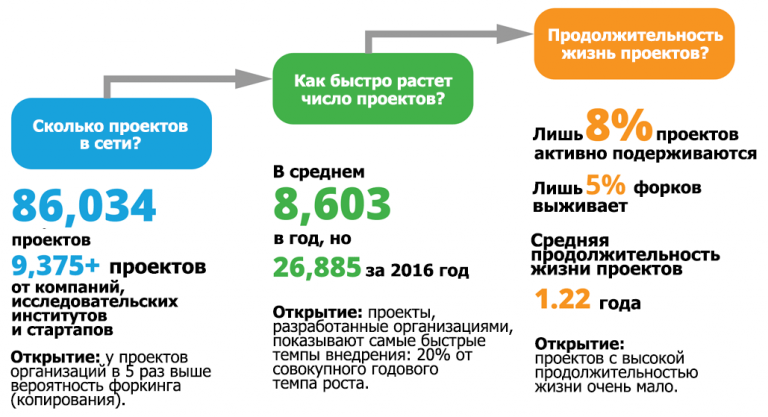 Сколько проектов
в сети?
86,034
проектов
9,375+ проектов
от компаний,
исследовательских
институтов
и стартапов
Открытие: у проектов
организаций в 5 раз выше
вероятность форкинга
(копирования).
Как быстро растет
число проектов?
В среднем
8,603
в год, но
26,885 за 2016 год
Открытие: проекты,
разработанные организациями,
показывают самые быстрые
темпы внедрения: 20% от
совокупного годового
темпа роста.
Продолжительность
жизнь проектов?
Лишь 8% проектов
активно подерживаются
Лишь 5% форков
выживает
Средняя
продолжительность
жизни проектов
1.22 года
Открытие:
проектов с высокой
продолжительностью
жизни очень мало.